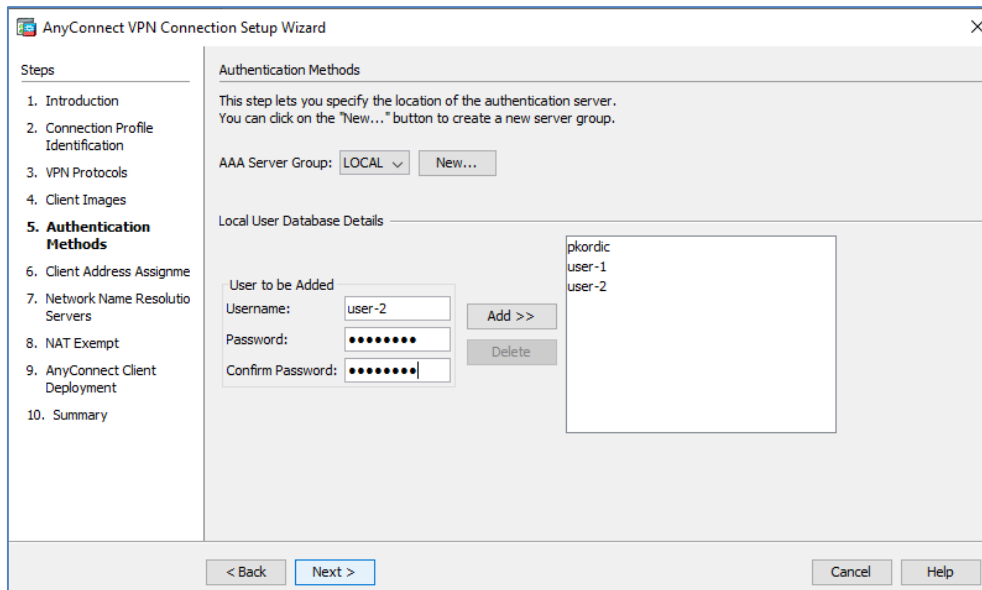 AnyConnect VPN Connection Setup Wizard
Steps
1. Introduction
2. Connection Profile
Identification
3. VPN Protocols
4. Client Images
5. Authentication
Methods
6. Client Address Assignme
7. Network Name Resolutio
Servers
8. NAT Exempt
9. AnyConnect Client
Deployment
10. Summary
Authentication Methods
This step lets you specify the location of the authentication server.
You can click on the "New..." button to create a new server group.
AAA Server Group: LOCAL New...
Local User Database Details
User to be Added
Username: user-2
Password: ●●●●●●●●
Confirm Password: ●●●●●●●●
Add >>
Delete
pkordic
user-1
user-2
< Back Next > Cancel Help